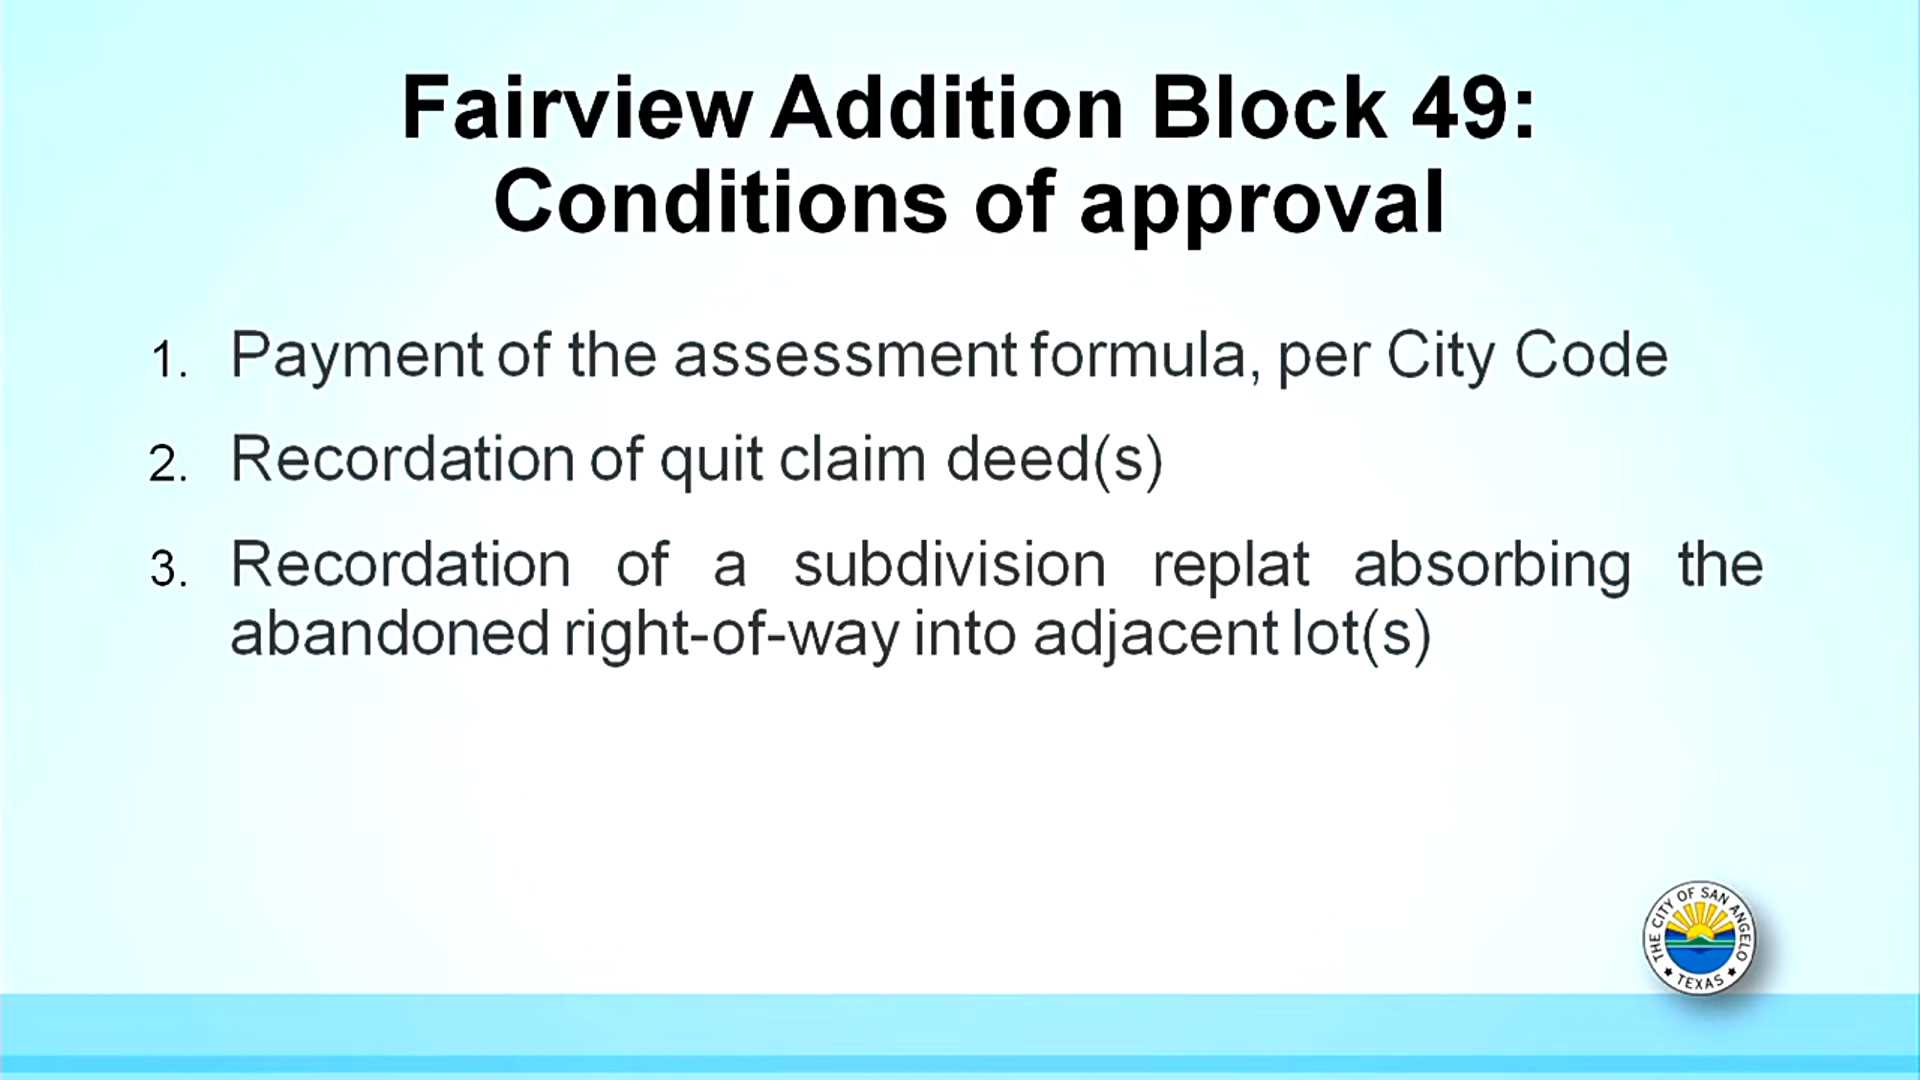 Fairview Addition Block 49:
Conditions of approval
1. Payment of the assessment formula, per City Code
2. Recordation of quit claim deed(s)
3. Recordation of a subdivision replat absorbing the
abandoned right-of-way into adjacent lot(s)
THE CITY OF SAN ANGELO
TEXAS